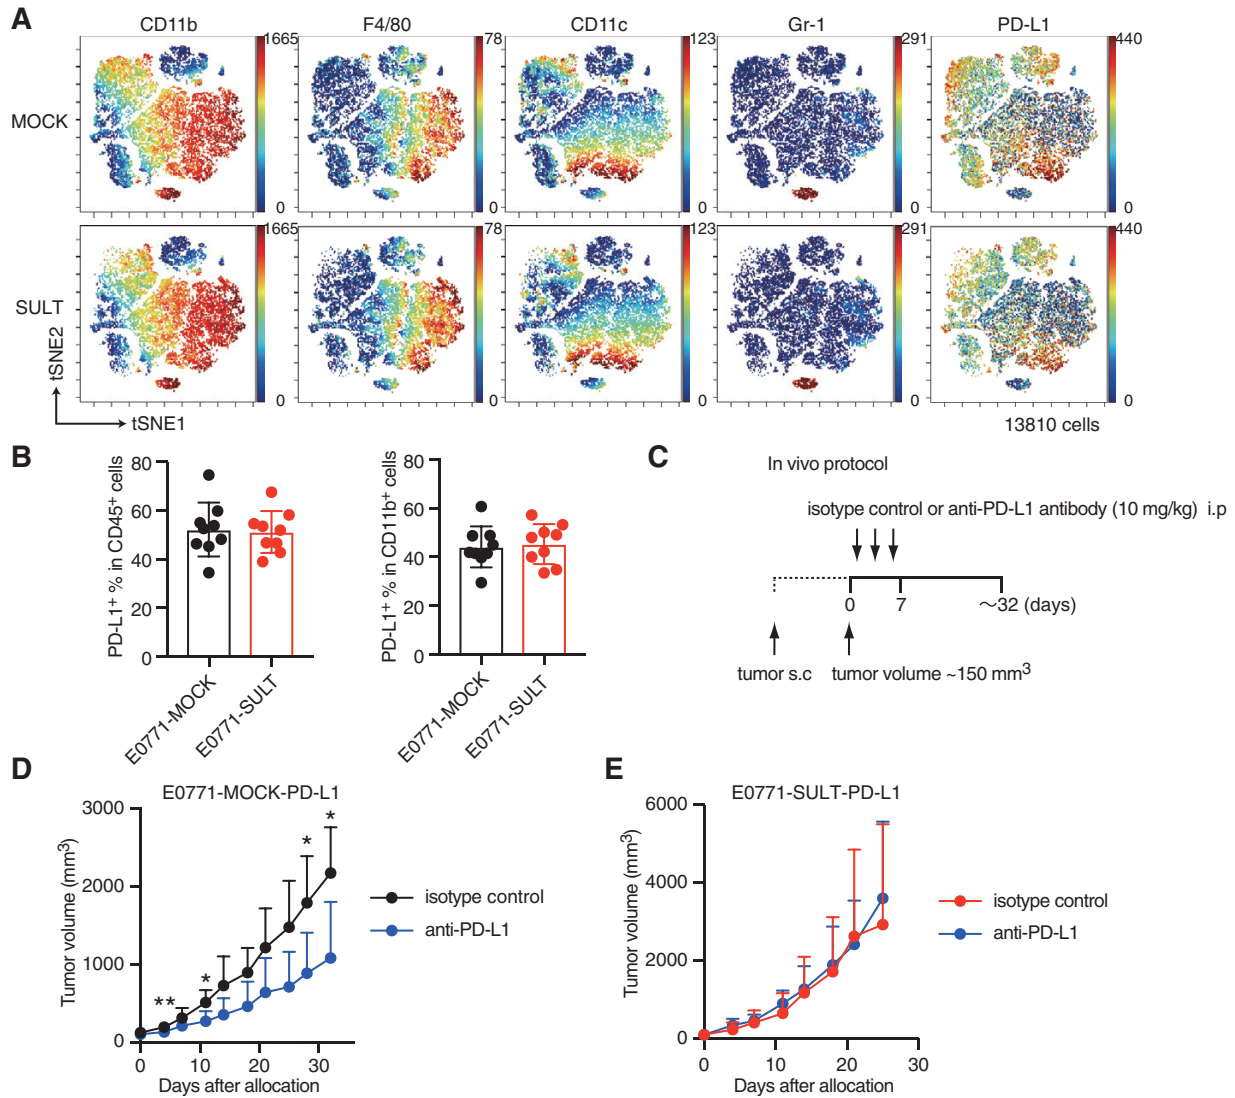 A
CD11b
F4/80
CD11c
Gr-1
PD-L1
MOCK
1665
0
78
0
123
0
291
0
440
0
SULT
1665
0
78
0
123
0
291
0
440
0
tSNE2
tSNE1
13810 cells
B
PD-L1+ % in CD45+ cells
80
60
40
20
0
E0771-MOCK
E0771-SULT
PD-L1+ % in CD11b+ cells
80
60
40
20
0
E0771-MOCK
E0771-SULT
C
In vivo protocol
isotype control or anti-PD-L1 antibody (10 mg/kg) i.p
0
7
~32 (days)
tumor s.c
tumor volume ~150 mm3
D
E0771-MOCK-PD-L1
Tumor volume (mm3)
3000
2000
1000
0
**
*
*
*
0
10
20
30
Days after allocation
isotype control
anti-PD-L1
E
E0771-SULT-PD-L1
Tumor volume (mm3)
6000
4000
2000
0
0
10
20
30
Days after allocation
isotype control
anti-PD-L1